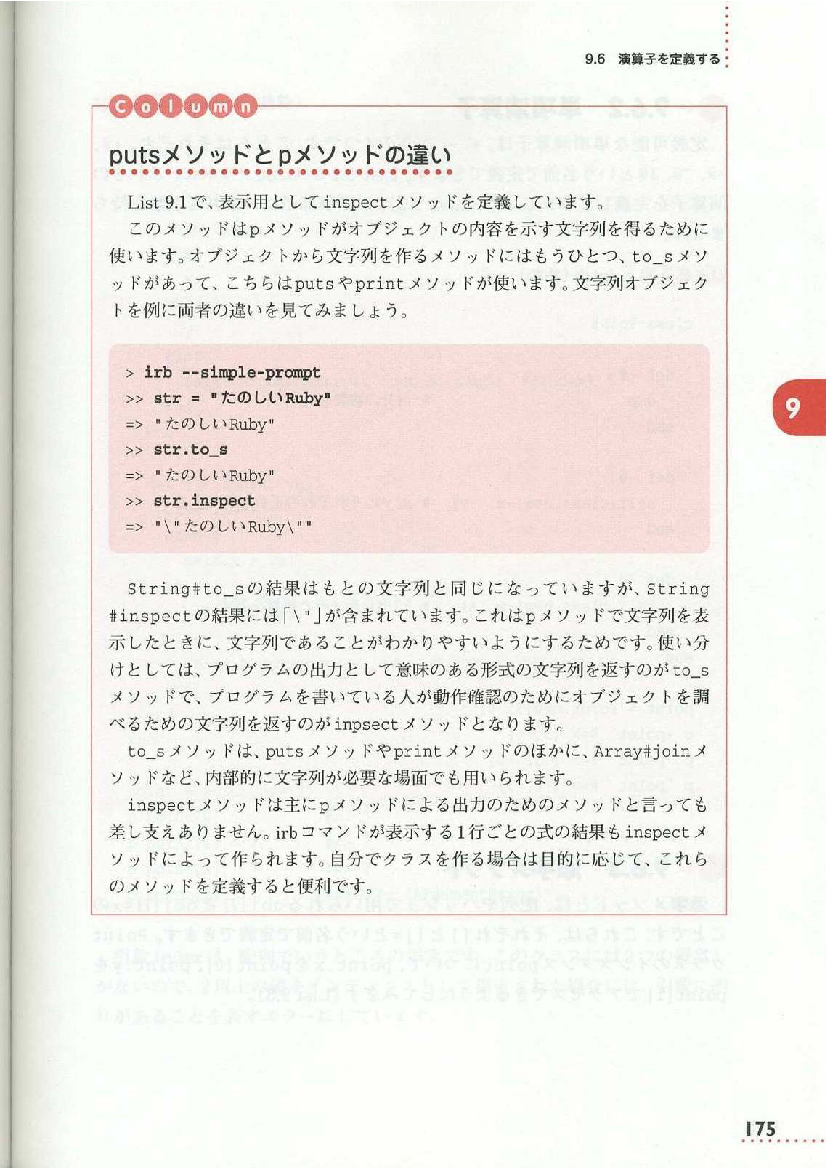 9.6 演算子を定義する
Column
putsメソッドとpメソッドの違い
List 9.1で、表示用としてinspectメソッドを定義しています。
このメソッドはpメソッドがオブジェクトの内容を示す文字列を得るために
使います。オブジェクトから文字列を作るメソッドにはもうひとつ、to_sメソ
ッドがあって、こちらはputsやprintメソッドが使います。文字列オブジェク
トを例に両者の違いを見てみましょう。
> irb --simple-prompt
>> str = "たのしいRuby"
=> "たのしいRuby"
>> str.to_s
=> "たのしいRuby"
>> str.inspect
=> "\"たのしいRuby\""
String#to_sの結果はもとの文字列と同じになっていますが、String
#inspectの結果には「\"」が含まれています。これはpメソッドで文字列を表
示したときに、文字列であることがわかりやすいようにするためです。使い分
けとしては、プログラムの出力として意味のある形式の文字列を返すのがto_s
メソッドで、プログラムを書いている人が動作確認のためにオブジェクトを調
べるための文字列を返すのがinpsectメソッドとなります。
to_sメソッドは、putsメソッドやprintメソッドのほかに、Array#joinメ
ソッドなど、内部的に文字列が必要な場面でも用いられます。
inspectメソッドは主にpメソッドによる出力のためのメソッドと言っても
差し支えありません。irbコマンドが表示する1行ごとの式の結果もinspectメ
ソッドによって作られます。自分でクラスを作る場合は目的に応じて、これら
のメソッドを定義すると便利です。
9
175